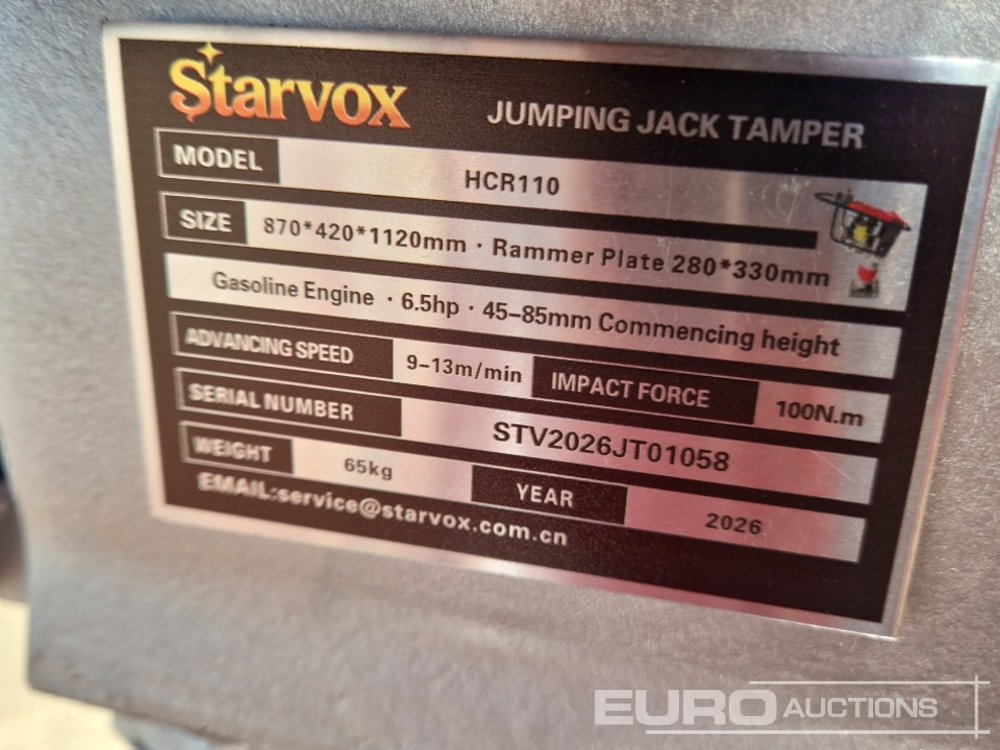 Starvox JUMPING JACK TAMPER
MODEL HCR110
SIZE 870*420*1120mm · Rammer Plate 280*330mm
Gasoline Engine · 6.5hp · 45–85mm Commencing height
ADVANCING SPEED 9–13m/min IMPACT FORCE 100N.m
SERIAL NUMBER STV2026JT01058
WEIGHT 65kg YEAR 2026
EMAIL:service@starvox.com.cn
EURO AUCTIONS